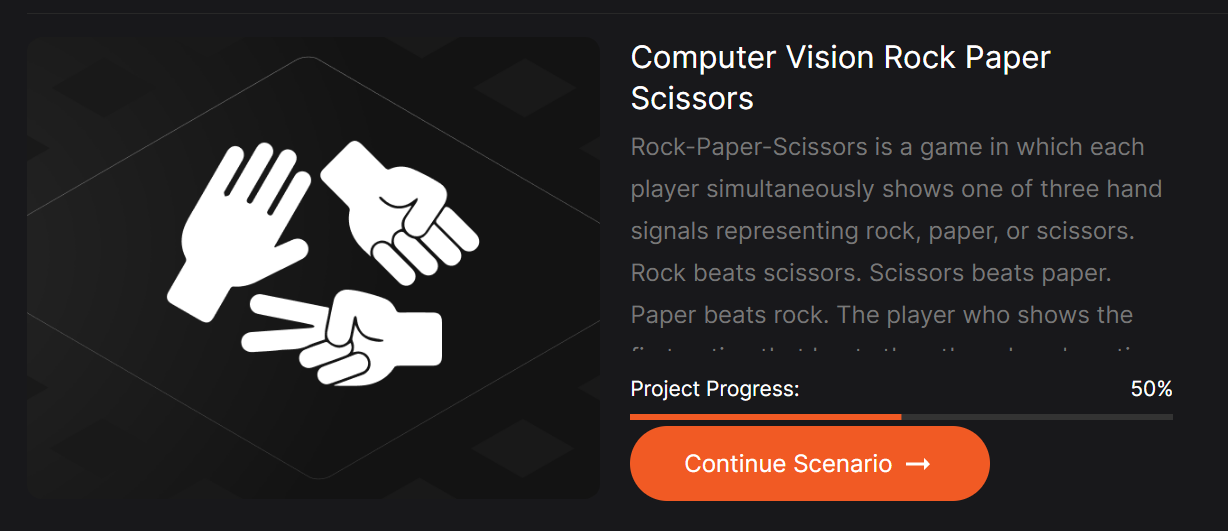 Computer Vision Rock Paper
Scissors
Rock-Paper-Scissors is a game in which each
player simultaneously shows one of three hand
signals representing rock, paper, or scissors.
Rock beats scissors. Scissors beats paper.
Paper beats rock. The player who shows the
Project Progress:
50%
Continue Scenario →